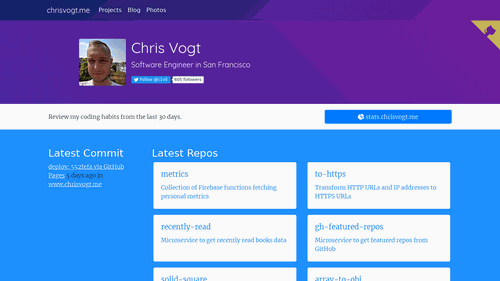 chrisvogt.me Projects Blog Photos
Chris Vogt
Software Engineer in San Francisco
Follow @c1v0 605 followers
Review my coding habits from the last 30 days.
stats.chrisvogt.me
Latest Commit
deploy: 552fefa via GitHub
Pages 5 days ago in
www.chrisvogt.me
Latest Repos
metrics
Collection of Firebase functions fetching
personal metrics
to-https
Transform HTTP URLs and IP addresses to
HTTPS URLs
recently-read
Microservice to get recently read books data
gh-featured-repos
Microservice to get featured repos from
GitHub
solid-square
array-to-obj